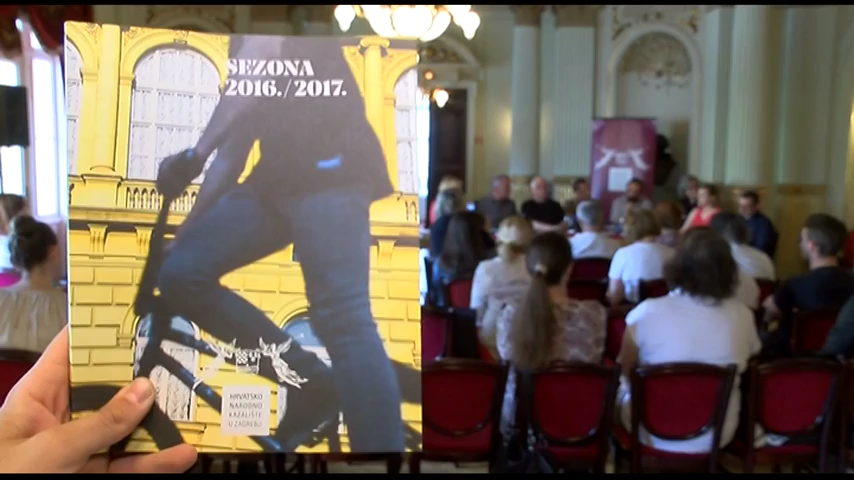 SEZONA
2016./2017.
HRVATSKO
NARODNO
KAZALIŠTE
U ZAGREBU